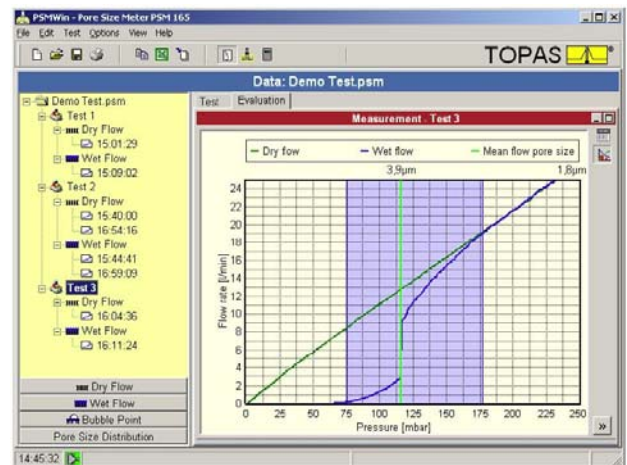 PSMWin - Pore Size Meter PSM 165
File Edit Test Options View Help
TOPAS
Data: Demo Test.psm
Demo Test.psm
Test 1
Dry Flow
15:01:29
Wet Flow
15:09:02
Test 2
Dry Flow
15:40:00
16:54:16
Wet Flow
15:44:41
16:59:09
Test 3
Dry Flow
16:04:36
Wet Flow
16:11:24
Dry Flow
Wet Flow
Bubble Point
Pore Size Distribution
Test Evaluation
Measurement - Test 3
Dry fow Wet flow Mean flow pore size
3,9µm 1,8µm
24
22
20
18
16
14
12
10
8
6
4
2
0
Flow rate [l/min]
0 25 50 75 100 125 150 175 200 225 250
Pressure [mbar]
»
14:45:32